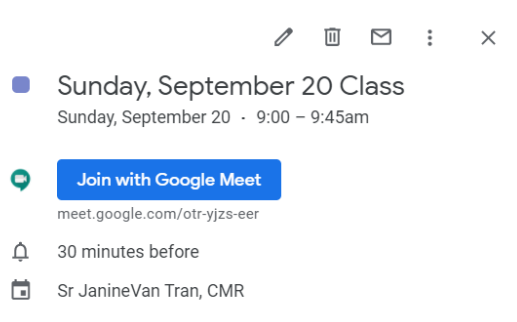 Sunday, September 20 Class
Sunday, September 20 · 9:00 – 9:45am
Join with Google Meet
meet.google.com/otr-yjzs-eer
30 minutes before
Sr JanineVan Tran, CMR